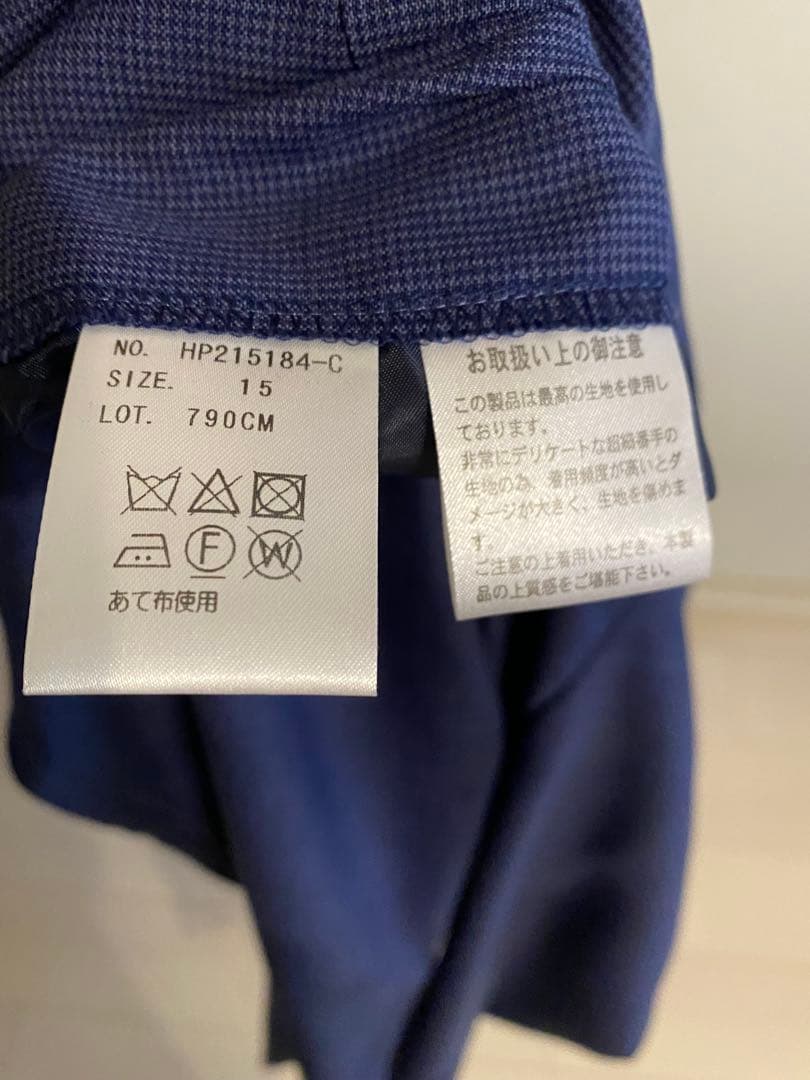 NO. HP215184-C
SIZE. 15
LOT. 790CM
F
W
あて布使用
お取扱い上の御注意
この製品は最高の生地を使用し
ております。
非常にデリケートな超細番手の
生地の為、着用頻度が高いとダ
メージが大きく、生地を傷めま
す。
ご注意の上着用いただき、本製
品の上質感をご堪能下さい。